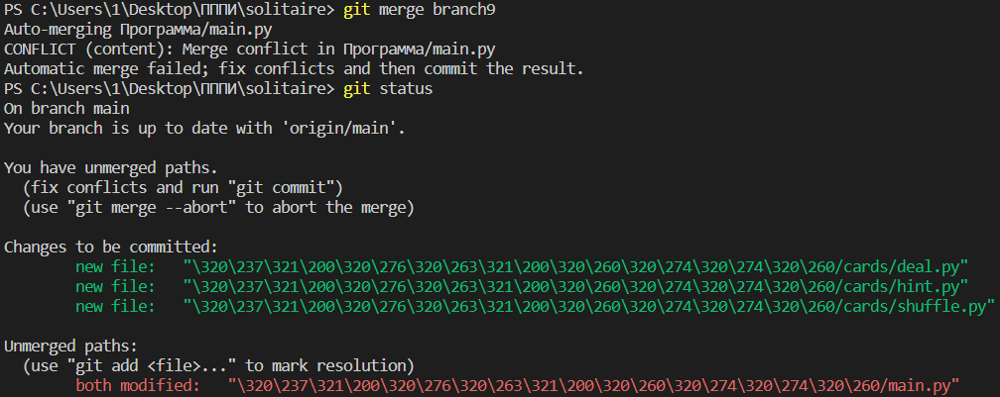 PS C:\Users\1\Desktop\ПППИ\solitaire> git merge branch9
Auto-merging Программа/main.py
CONFLICT (content): Merge conflict in Программа/main.py
Automatic merge failed; fix conflicts and then commit the result.
PS C:\Users\1\Desktop\ПППИ\solitaire> git status
On branch main
Your branch is up to date with 'origin/main'.
You have unmerged paths.
(fix conflicts and run "git commit")
(use "git merge --abort" to abort the merge)
Changes to be committed:
new file: "\320\237\321\200\320\276\320\263\321\200\320\260\320\274\320\274\320\260/cards/deal.py"
new file: "\320\237\321\200\320\276\320\263\321\200\320\260\320\274\320\274\320\260/cards/hint.py"
new file: "\320\237\321\200\320\276\320\263\321\200\320\260\320\274\320\274\320\260/cards/shuffle.py"
Unmerged paths:
(use "git add <file>..." to mark resolution)
both modified: "\320\237\321\200\320\276\320\263\321\200\320\260\320\274\320\274\320\260/main.py"